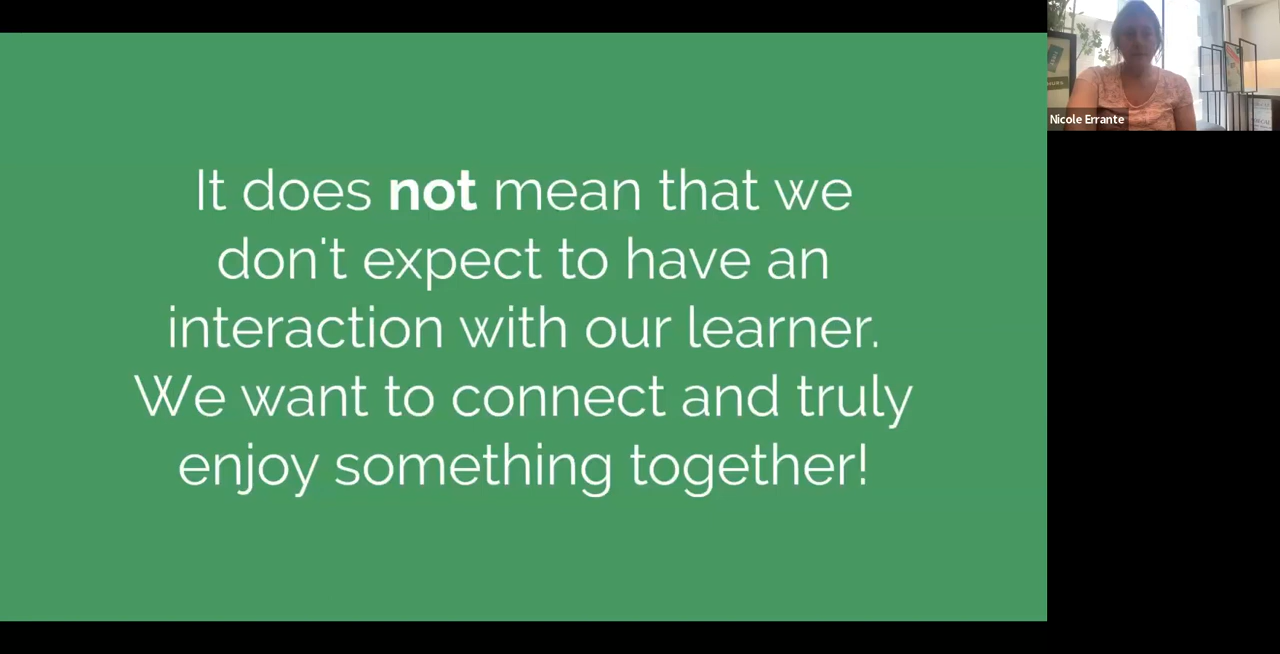 It does not mean that we
don't expect to have an
interaction with our learner.
We want to connect and truly
enjoy something together!
Nicole Errante